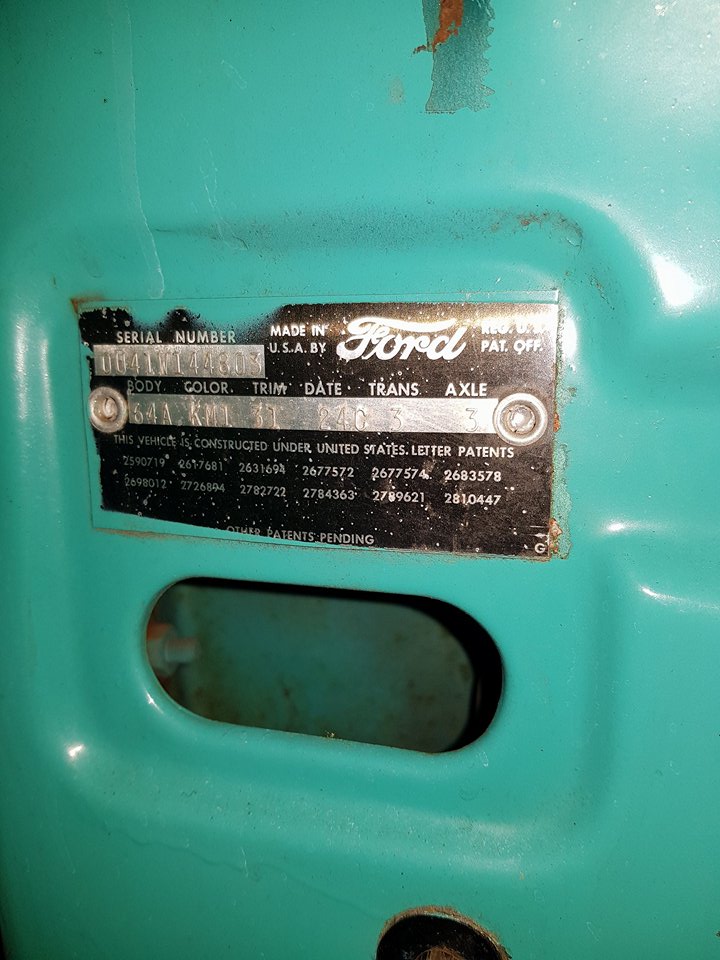 SERIAL NUMBER MADE IN U.S.A. BY Ford REG. U.S. PAT. OFF.
0041W144803
BODY COLOR TRIM DATE TRANS AXLE
64A KM1 31 24C 3 3
THIS VEHICLE IS CONSTRUCTED UNDER UNITED STATES LETTER PATENTS
2590719 2617681 2631694 2677572 2677574 2683578
2698012 2726894 2782722 2784363 2789621 2810447
OTHER PATENTS PENDING
G